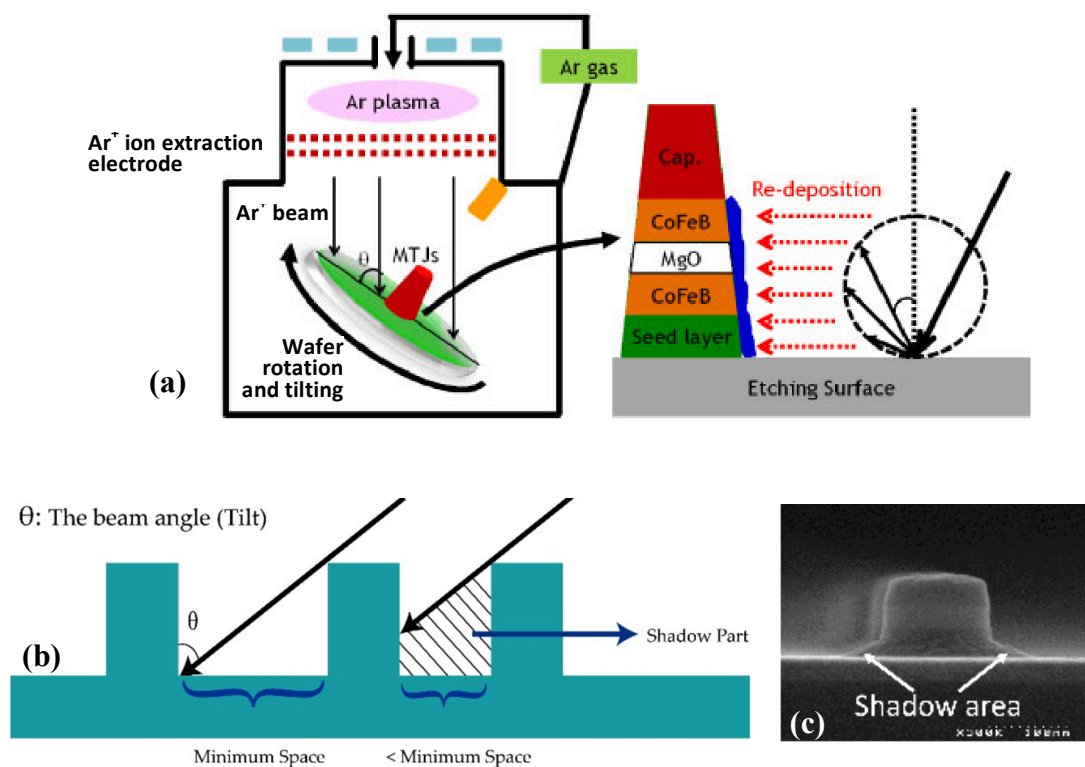 Ar gas
Ar plasma
Ar⁺ ion extraction
electrode
Ar⁺ beam
θ
MTJs
Wafer
rotation
and tilting
(a)
Cap.
CoFeB
MgO
CoFeB
Seed layer
Re-deposition
Etching Surface
θ: The beam angle (Tilt)
θ
Shadow Part
(b)
Minimum Space
< Minimum Space
Shadow area
(c)